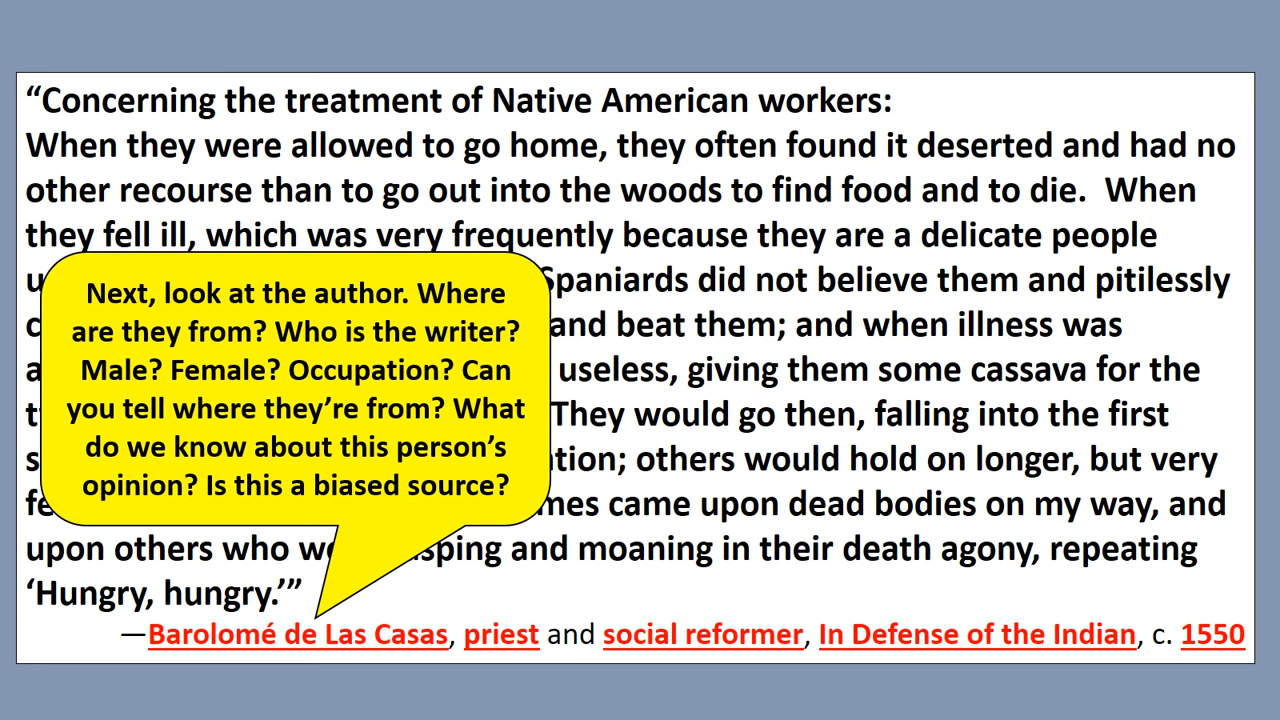 “Concerning the treatment of Native American workers:
When they were allowed to go home, they often found it deserted and had no
other recourse than to go out into the woods to find food and to die. When
they fell ill, which was very frequently because they are a delicate people
Spaniards did not believe them and pitilessly
and beat them; and when illness was
useless, giving them some cassava for the
They would go then, falling into the first
others would hold on longer, but very
came upon dead bodies on my way, and
upon others who and moaning in their death agony, repeating
‘Hungry, hungry.’”
Next, look at the author. Where
are they from? Who is the writer?
Male? Female? Occupation? Can
you tell where they’re from? What
do we know about this person’s
opinion? Is this a biased source?
—Barolomé de Las Casas, priest and social reformer, In Defense of the Indian, c. 1550